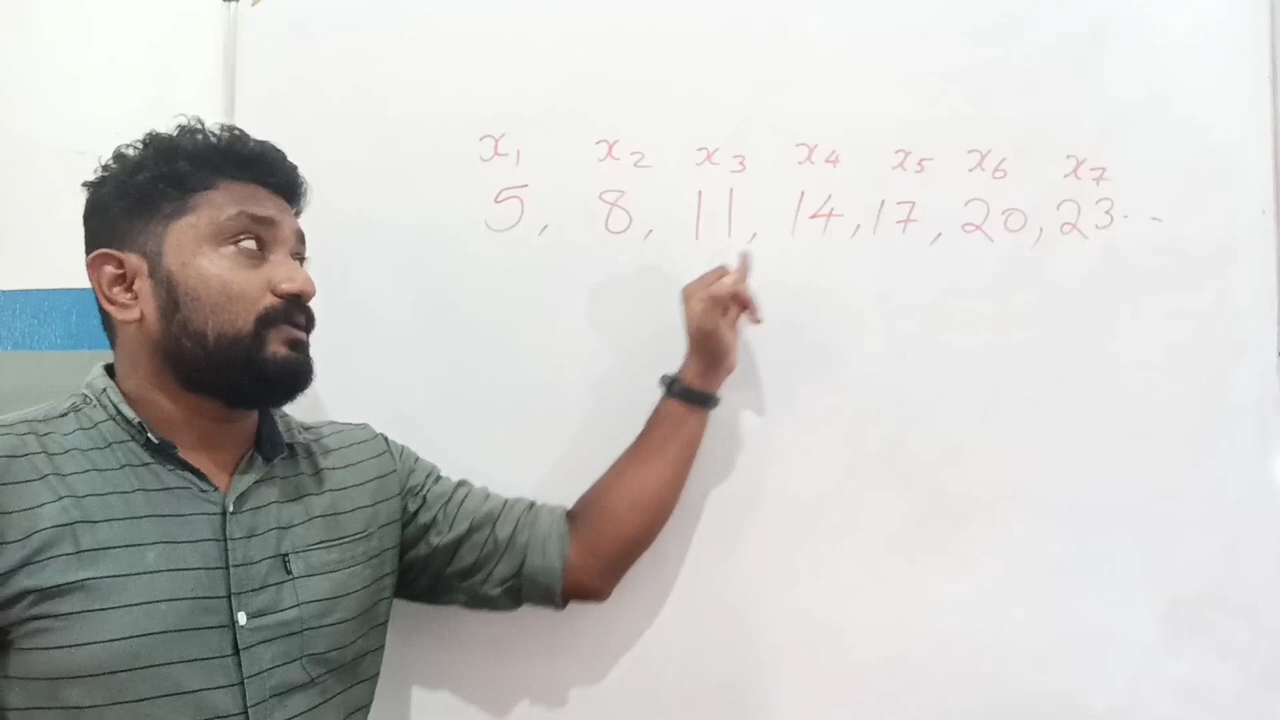 x₁ x₂ x₃ x₄ x₅ x₆ x₇
5, 8, 11, 14, 17, 20, 23...